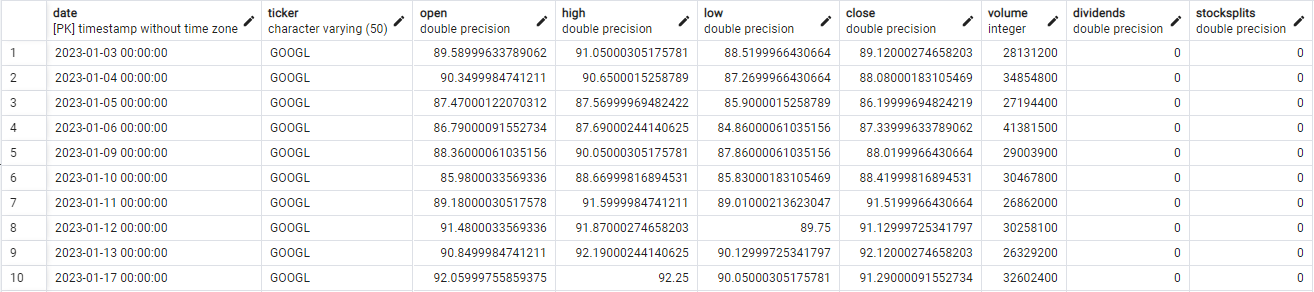 date ticker open high low close volume dividends stocksplits
[PK] timestamp without time zone character varying (50) double precision double precision double precision double precision integer double precision double precision
1 2023-01-03 00:00:00 GOOGL 89.58999633789062 91.05000305175781 88.5199966430664 89.12000274658203 28131200 0 0
2 2023-01-04 00:00:00 GOOGL 90.3499984741211 90.6500015258789 87.2699966430664 88.08000183105469 34854800 0 0
3 2023-01-05 00:00:00 GOOGL 87.47000122070312 87.56999969482422 85.9000015258789 86.19999694824219 27194400 0 0
4 2023-01-06 00:00:00 GOOGL 86.79000091552734 87.69000244140625 84.86000061035156 87.33999633789062 41381500 0 0
5 2023-01-09 00:00:00 GOOGL 88.36000061035156 90.05000305175781 87.86000061035156 88.0199966430664 29003900 0 0
6 2023-01-10 00:00:00 GOOGL 85.9800033569336 88.66999816894531 85.83000183105469 88.41999816894531 30467800 0 0
7 2023-01-11 00:00:00 GOOGL 89.18000030517578 91.5999984741211 89.01000213623047 91.5199966430664 26862000 0 0
8 2023-01-12 00:00:00 GOOGL 91.4800033569336 91.87000274658203 89.75 91.12999725341797 30258100 0 0
9 2023-01-13 00:00:00 GOOGL 90.8499984741211 92.19000244140625 90.12999725341797 92.12000274658203 26329200 0 0
10 2023-01-17 00:00:00 GOOGL 92.05999755859375 92.25 90.05000305175781 91.29000091552734 32602400 0 0